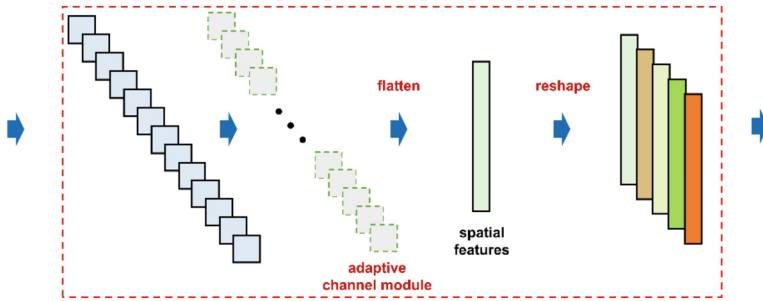 flatten
reshape
spatial
features
adaptive
channel module